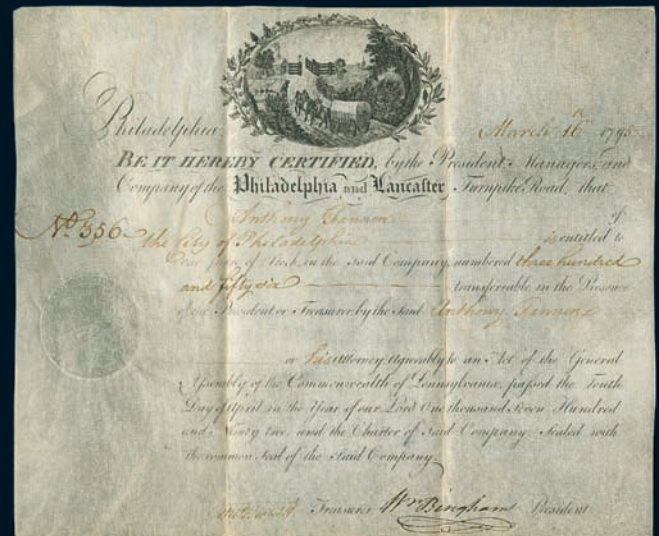 Philadelphia March 16th 1795
BE IT HEREBY CERTIFIED, by the President Managers, and
Company of the Philadelphia and Lancaster Turnpike Road, that
Anthony of
No. 356 the City of Philadelphia is entitled to
One Share of Stock, in the said Company, numbered three hundred
and fifty six transferable in the Presence
of the President or Treasurer, by the said Anthony
or his Attorney, Agreeably to an Act of the General
Assembly of the Commonwealth of Pennsylvania, passed the
Day of April in the Year of our Lord One thousand Seven Hundred
and Ninety two, and the Charter of said Company. Sealed with
the common Seal of the said Company.
Treasurer Wm Bingham President